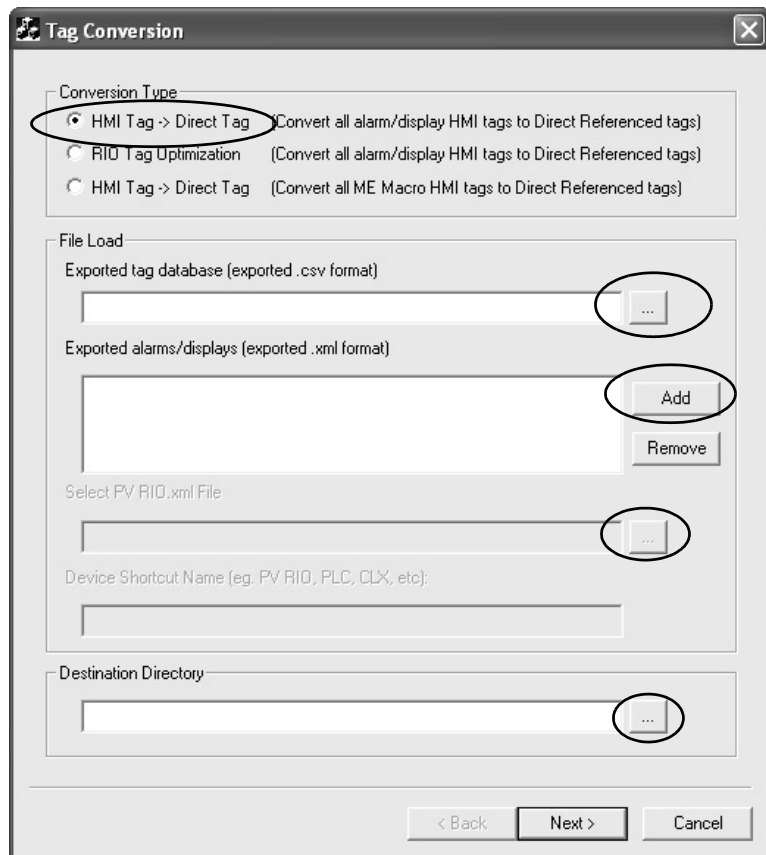 Tag Conversion
Conversion Type
HMI Tag -> Direct Tag (Convert all alarm/display HMI tags to Direct Referenced tags)
RIO Tag Optimization (Convert all alarm/display HMI tags to Direct Referenced tags)
HMI Tag -> Direct Tag (Convert all ME Macro HMI tags to Direct Referenced tags)
File Load
Exported tag database (exported .csv format)
...
Exported alarms/displays (exported .xml format)
Add
Remove
Select PV RIO.xml File
...
Device Shortcut Name (eg. PV RIO, PLC, CLX, etc):
Destination Directory
...
< Back Next > Cancel